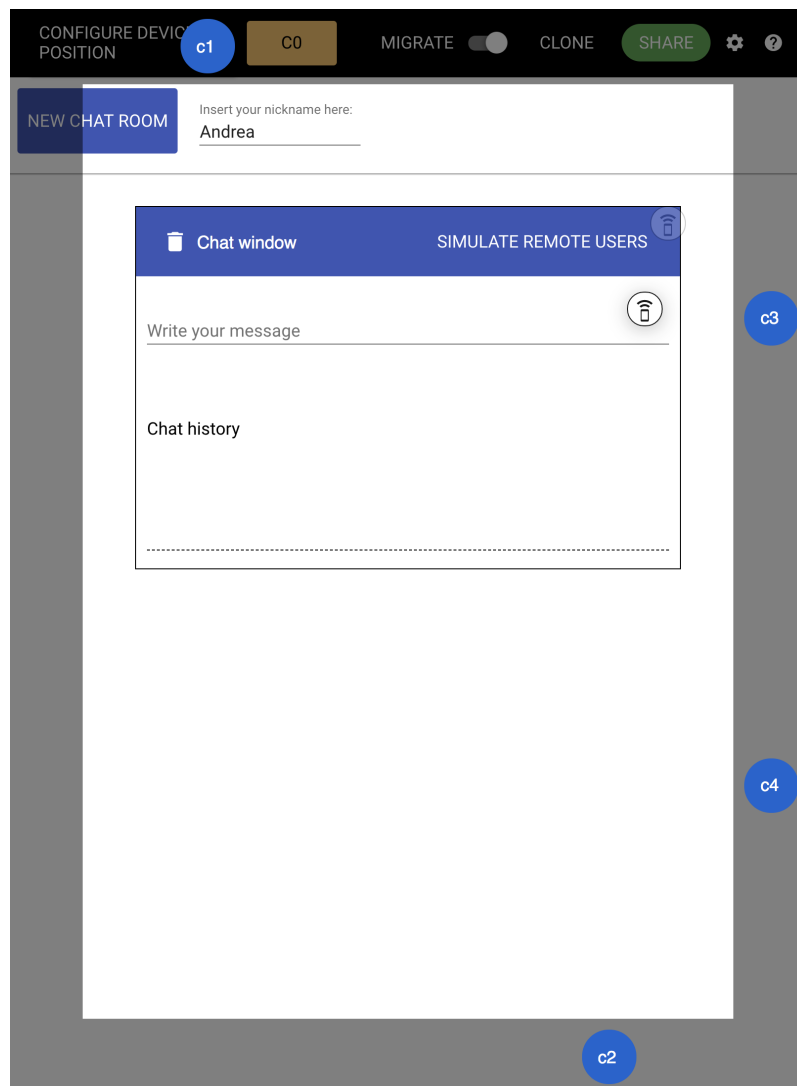 CONFIGURE DEVIC
POSITION
c1
C0
MIGRATE
CLONE
SHARE
?
NEW CHAT ROOM
Insert your nickname here:
Andrea
Chat window
SIMULATE REMOTE USERS
Write your message
c3
Chat history
c4
c2